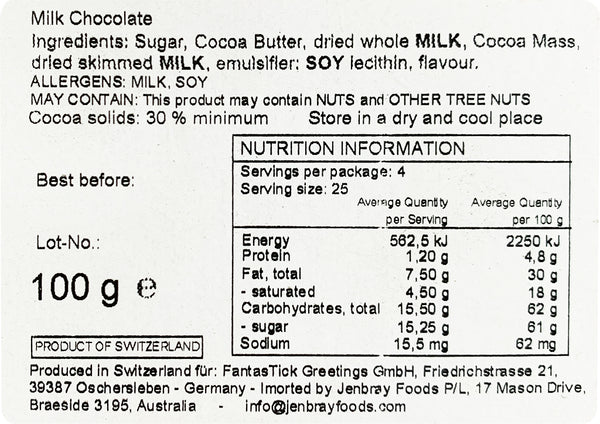 Milk Chocolate
Ingredients: Sugar, Cocoa Butter, dried whole MILK, Cocoa Mass,
dried skimmed MILK, emulsifier: SOY lecithin, flavour.
ALLERGENS: MILK, SOY
MAY CONTAIN: This product may contain NUTS and OTHER TREE NUTS
Cocoa solids: 30 % minimum Store in a dry and cool place
NUTRITION INFORMATION
Servings per package: 4
Serving size: 25
Average Quantity Average Quantity
per Serving per 100 g
Energy 562,5 kJ 2250 kJ
Protein 1,20 g 4,8 g
Fat, total 7,50 g 30 g
- saturated 4,50 g 18 g
Carbohydrates, total 15,50 g 62 g
- sugar 15,25 g 61 g
Sodium 15,5 mg 62 mg
Best before:
Lot-No.:
100 g ℮
PRODUCT OF SWITZERLAND
Produced in Switzerland für: FantasTick Greetings GmbH, Friedrichstrasse 21,
39387 Oschersleben - Germany - Imorted by Jenbray Foods P/L, 17 Mason Drive,
Braeside 3195, Australia - info@jenbrayfoods.com